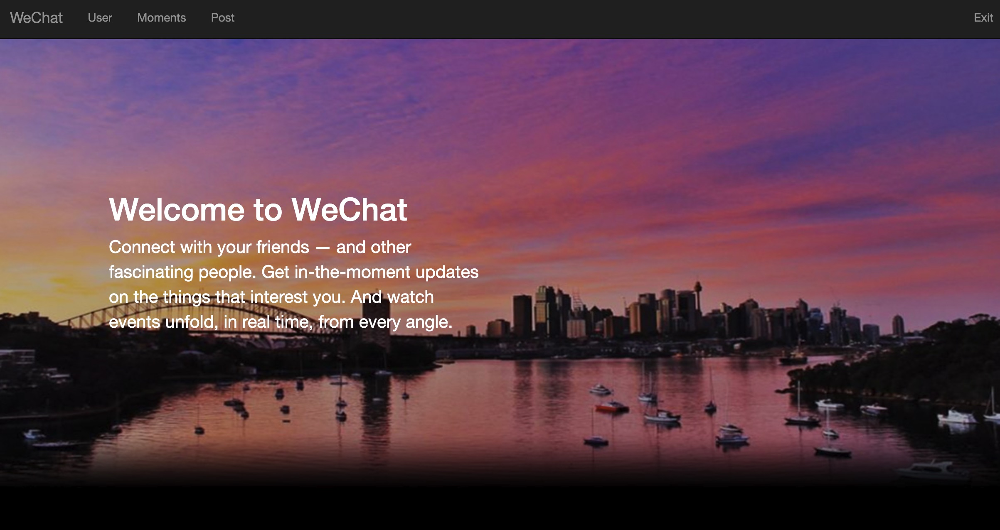 WeChat User Moments Post Exit
Welcome to WeChat
Connect with your friends — and other
fascinating people. Get in-the-moment updates
on the things that interest you. And watch
events unfold, in real time, from every angle.